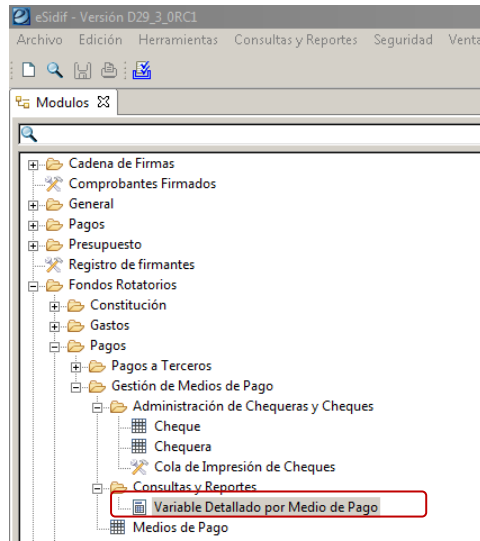 eSidif - Versión D29_3_0RC1
Archivo Edición Herramientas Consultas y Reportes Seguridad Venta
Modulos
Cadena de Firmas
Comprobantes Firmados
General
Pagos
Presupuesto
Registro de firmantes
Fondos Rotatorios
Constitución
Gastos
Pagos
Pagos a Terceros
Gestión de Medios de Pago
Administración de Chequeras y Cheques
Cheque
Chequera
Cola de Impresión de Cheques
Consultas y Reportes
Variable Detallado por Medio de Pago
Medios de Pago